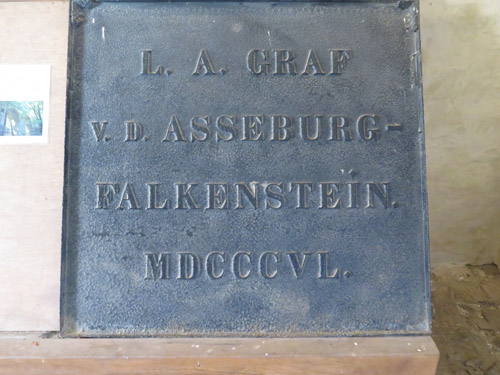 L. A. GRAF
V. D. ASSEBURG-
FALKENSTEIN.
MDCCCVL.